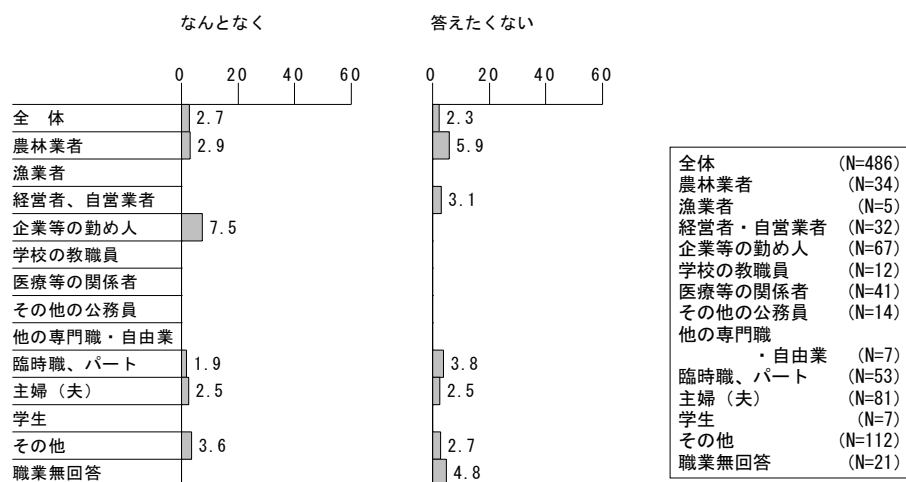 なんとなく 答えたくない
0 20 40 60 0 20 40 60
全　体 2.7 2.3
農林業者 2.9 5.9
漁業者
経営者、自営業者 3.1
企業等の勤め人 7.5
学校の教職員
医療等の関係者
その他の公務員
他の専門職・自由業
臨時職、パート 1.9 3.8
主婦（夫） 2.5 2.5
学生
その他 3.6 2.7
職業無回答 4.8
全体 (N=486)
農林業者 (N=34)
漁業者 (N=5)
経営者・自営業者 (N=32)
企業等の勤め人 (N=67)
学校の教職員 (N=12)
医療等の関係者 (N=41)
その他の公務員 (N=14)
他の専門職
・自由業 (N=7)
臨時職、パート (N=53)
主婦（夫） (N=81)
学生 (N=7)
その他 (N=112)
職業無回答 (N=21)